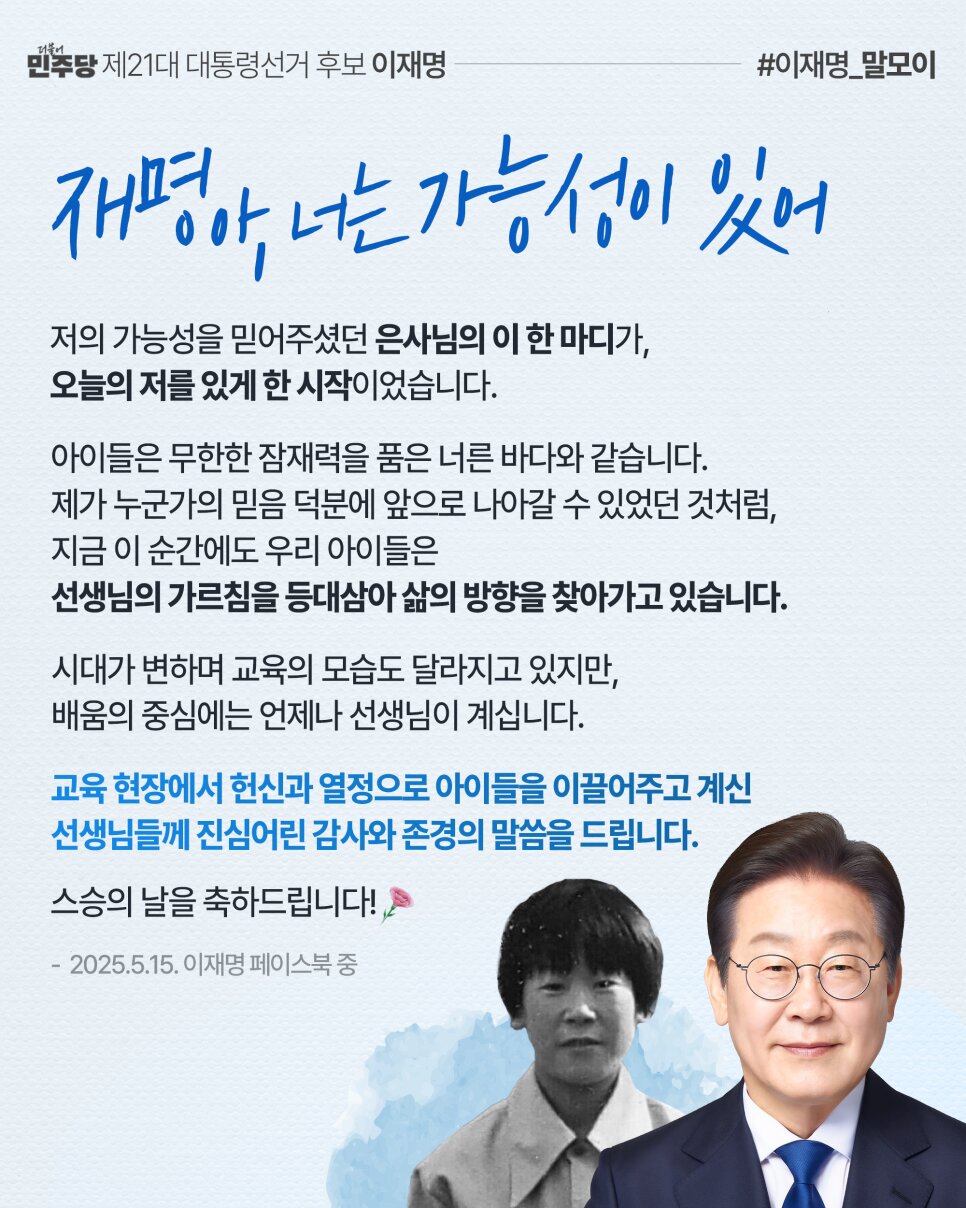 더불어
민주당 제21대 대통령선거 후보 이재명
#이재명_말모이
재명아, 너는 가능성이 있어
저의 가능성을 믿어주셨던 은사님의 이 한 마디가,
오늘의 저를 있게 한 시작이었습니다.
아이들은 무한한 잠재력을 품은 너른 바다와 같습니다.
제가 누군가의 믿음 덕분에 앞으로 나아갈 수 있었던 것처럼,
지금 이 순간에도 우리 아이들은
선생님의 가르침을 등대삼아 삶의 방향을 찾아가고 있습니다.
시대가 변하며 교육의 모습도 달라지고 있지만,
배움의 중심에는 언제나 선생님이 계십니다.
교육 현장에서 헌신과 열정으로 아이들을 이끌어주고 계신
선생님들께 진심어린 감사와 존경의 말씀을 드립니다.
스승의 날을 축하드립니다!
- 2025.5.15. 이재명 페이스북 중